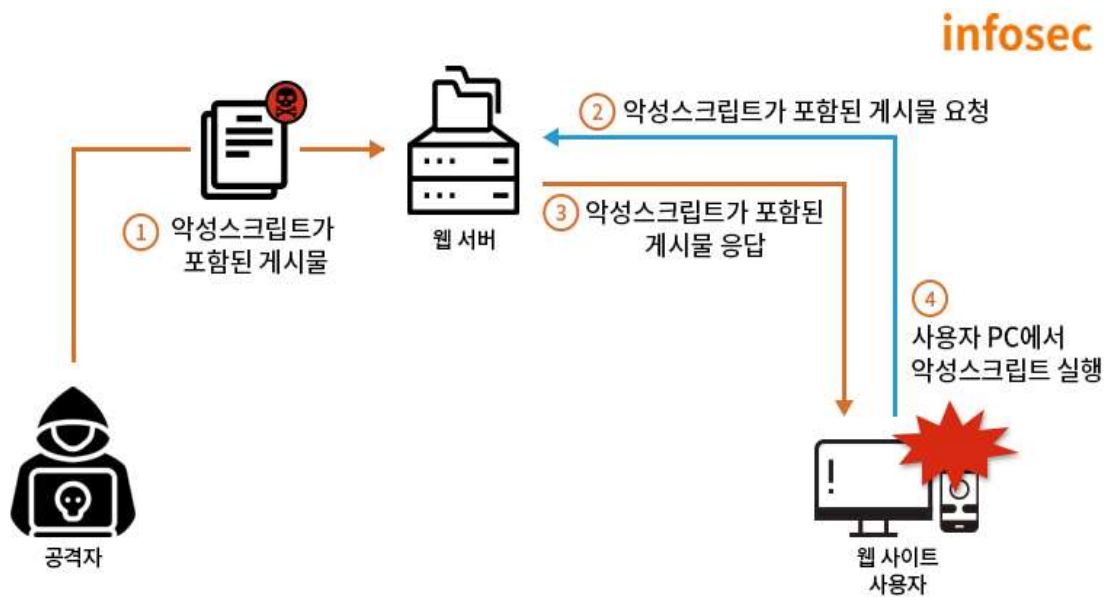 infosec
② 악성스크립트가 포함된 게시물 요청
① 악성스크립트가
포함된 게시물
웹 서버
③ 악성스크립트가 포함된
게시물 응답
④
사용자 PC에서
악성스크립트 실행
공격자
!
웹 사이트
사용자